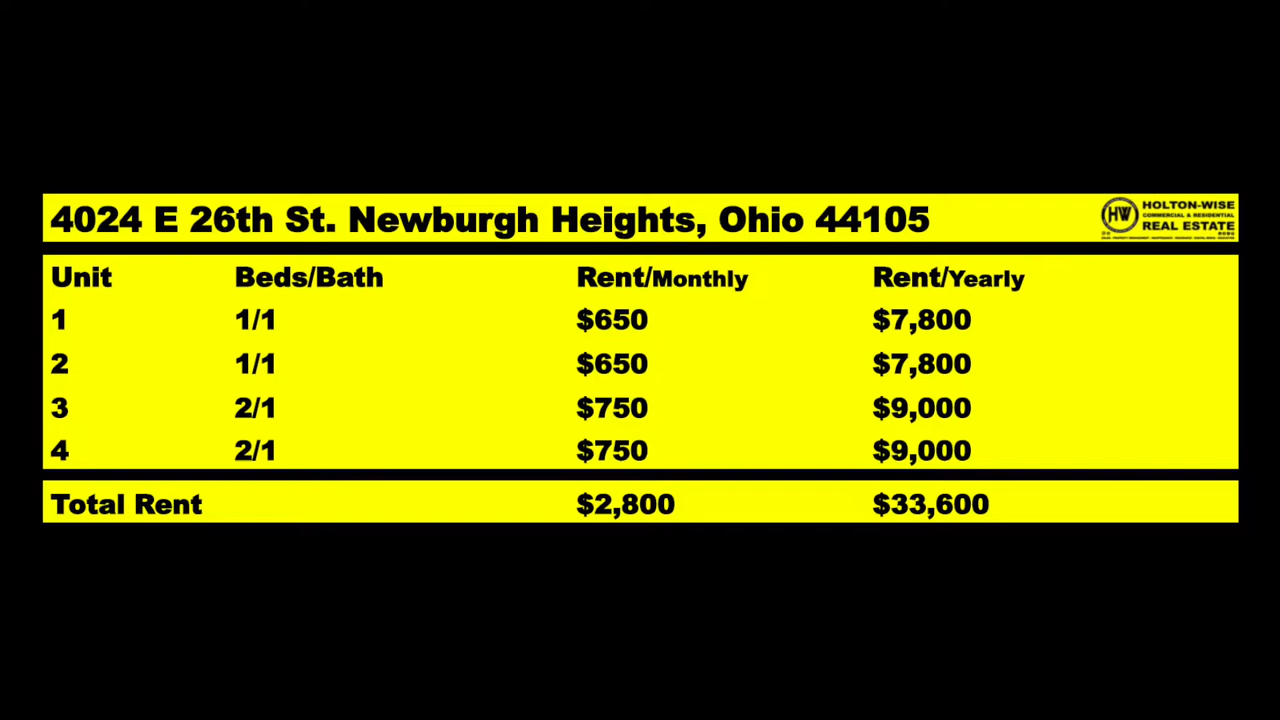 4024 E 26th St. Newburgh Heights, Ohio 44105
HW HOLTON-WISE
COMMERCIAL & RESIDENTIAL
REAL ESTATE
Unit Beds/Bath Rent/Monthly Rent/Yearly
1 1/1 $650 $7,800
2 1/1 $650 $7,800
3 2/1 $750 $9,000
4 2/1 $750 $9,000
Total Rent $2,800 $33,600